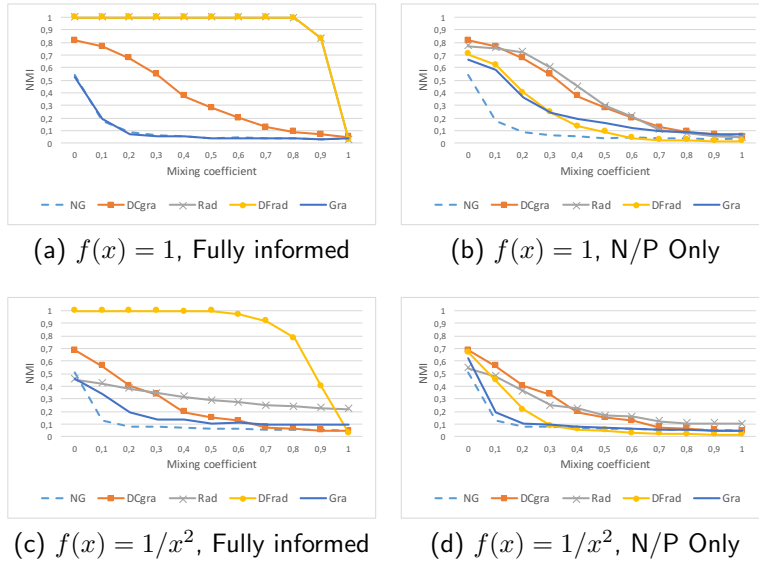 1
0,9
0,8
0,7
0,6
0,5
0,4
0,3
0,2
0,1
0
NMI
0 0,1 0,2 0,3 0,4 0,5 0,6 0,7 0,8 0,9 1
Mixing coefficient
NG DCgra Rad DFrad Gra
(a) f(x) = 1, Fully informed
1
0,9
0,8
0,7
0,6
0,5
0,4
0,3
0,2
0,1
0
NMI
0 0,1 0,2 0,3 0,4 0,5 0,6 0,7 0,8 0,9 1
Mixing coefficient
NG DCgra Rad DFrad Gra
(b) f(x) = 1, N/P Only
1
0,9
0,8
0,7
0,6
0,5
0,4
0,3
0,2
0,1
0
NMI
0 0,1 0,2 0,3 0,4 0,5 0,6 0,7 0,8 0,9 1
Mixing coefficient
NG DCgra Rad DFrad Gra
(c) f(x) = 1/x², Fully informed
1
0,9
0,8
0,7
0,6
0,5
0,4
0,3
0,2
0,1
0
NMI
0 0,1 0,2 0,3 0,4 0,5 0,6 0,7 0,8 0,9 1
Mixing coefficient
NG DCgra Rad DFrad Gra
(d) f(x) = 1/x², N/P Only